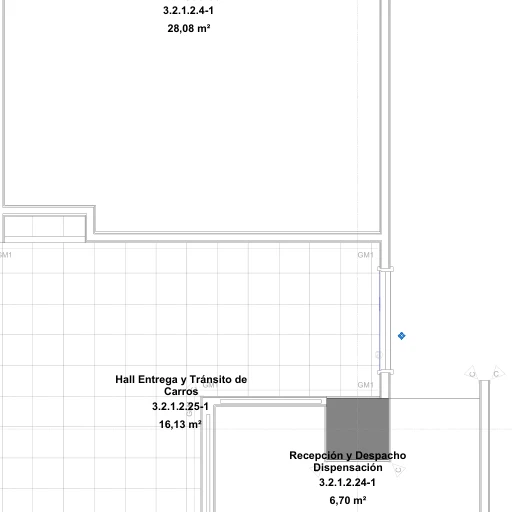 3.2.1.2.4-1
28,08 m²
GM1
GM1
GM1
Hall Entrega y Tránsito de
Carros
3.2.1.2.25-1
16,13 m²
Recepción y Despacho
Dispensación
3.2.1.2.24-1
6,70 m²